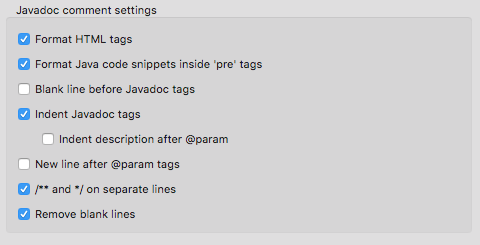 Javadoc comment settings
Format HTML tags
Format Java code snippets inside 'pre' tags
Blank line before Javadoc tags
Indent Javadoc tags
Indent description after @param
New line after @param tags
/** and */ on separate lines
Remove blank lines